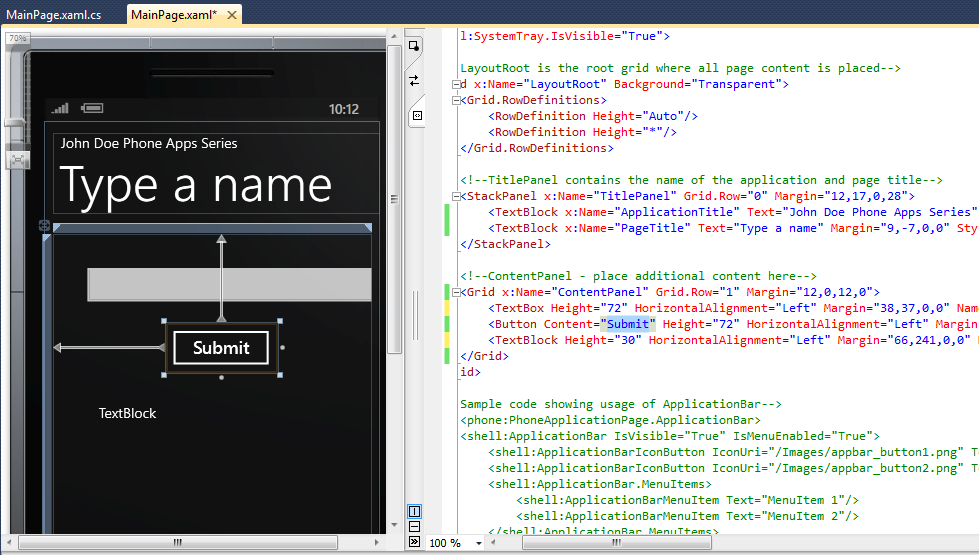 MainPage.xaml.cs
MainPage.xaml*
70%
10:12
John Doe Phone Apps Series
Type a name
Submit
TextBlock
l:SystemTray.IsVisible="True">
LayoutRoot is the root grid where all page content is placed-->
d x:Name="LayoutRoot" Background="Transparent">
<Grid.RowDefinitions>
<RowDefinition Height="Auto"/>
<RowDefinition Height="*"/>
</Grid.RowDefinitions>
<!--TitlePanel contains the name of the application and page title-->
<StackPanel x:Name="TitlePanel" Grid.Row="0" Margin="12,17,0,28">
<TextBlock x:Name="ApplicationTitle" Text="John Doe Phone Apps Series"
<TextBlock x:Name="PageTitle" Text="Type a name" Margin="9,-7,0,0" Sty
</StackPanel>
<!--ContentPanel - place additional content here-->
<Grid x:Name="ContentPanel" Grid.Row="1" Margin="12,0,12,0">
<TextBox Height="72" HorizontalAlignment="Left" Margin="38,37,0,0" Nam
<Button Content="Submit" Height="72" HorizontalAlignment="Left" Margin
<TextBlock Height="30" HorizontalAlignment="Left" Margin="66,241,0,0"
</Grid>
id>
Sample code showing usage of ApplicationBar-->
<phone:PhoneApplicationPage.ApplicationBar>
<shell:ApplicationBar IsVisible="True" IsMenuEnabled="True">
<shell:ApplicationBarIconButton IconUri="/Images/appbar_button1.png" T
<shell:ApplicationBarIconButton IconUri="/Images/appbar_button2.png" T
<shell:ApplicationBar.MenuItems>
<shell:ApplicationBarMenuItem Text="MenuItem 1"/>
<shell:ApplicationBarMenuItem Text="MenuItem 2"/>
</shell:ApplicationBar.MenuItems>
100 %